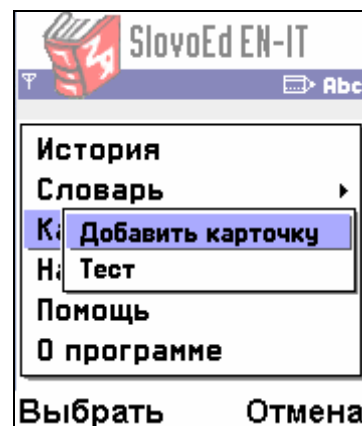 SlovoEd EN-IT
Abc
История
Словарь
Добавить карточку
Тест
Помощь
О программе
Выбрать Отмена